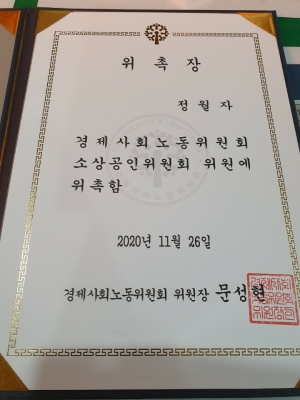 위촉장
정월자
경제사회노동위원회
소상공인위원회 위원에
위촉함
2020년 11월 26일
경제사회노동위원회 위원장 문성현